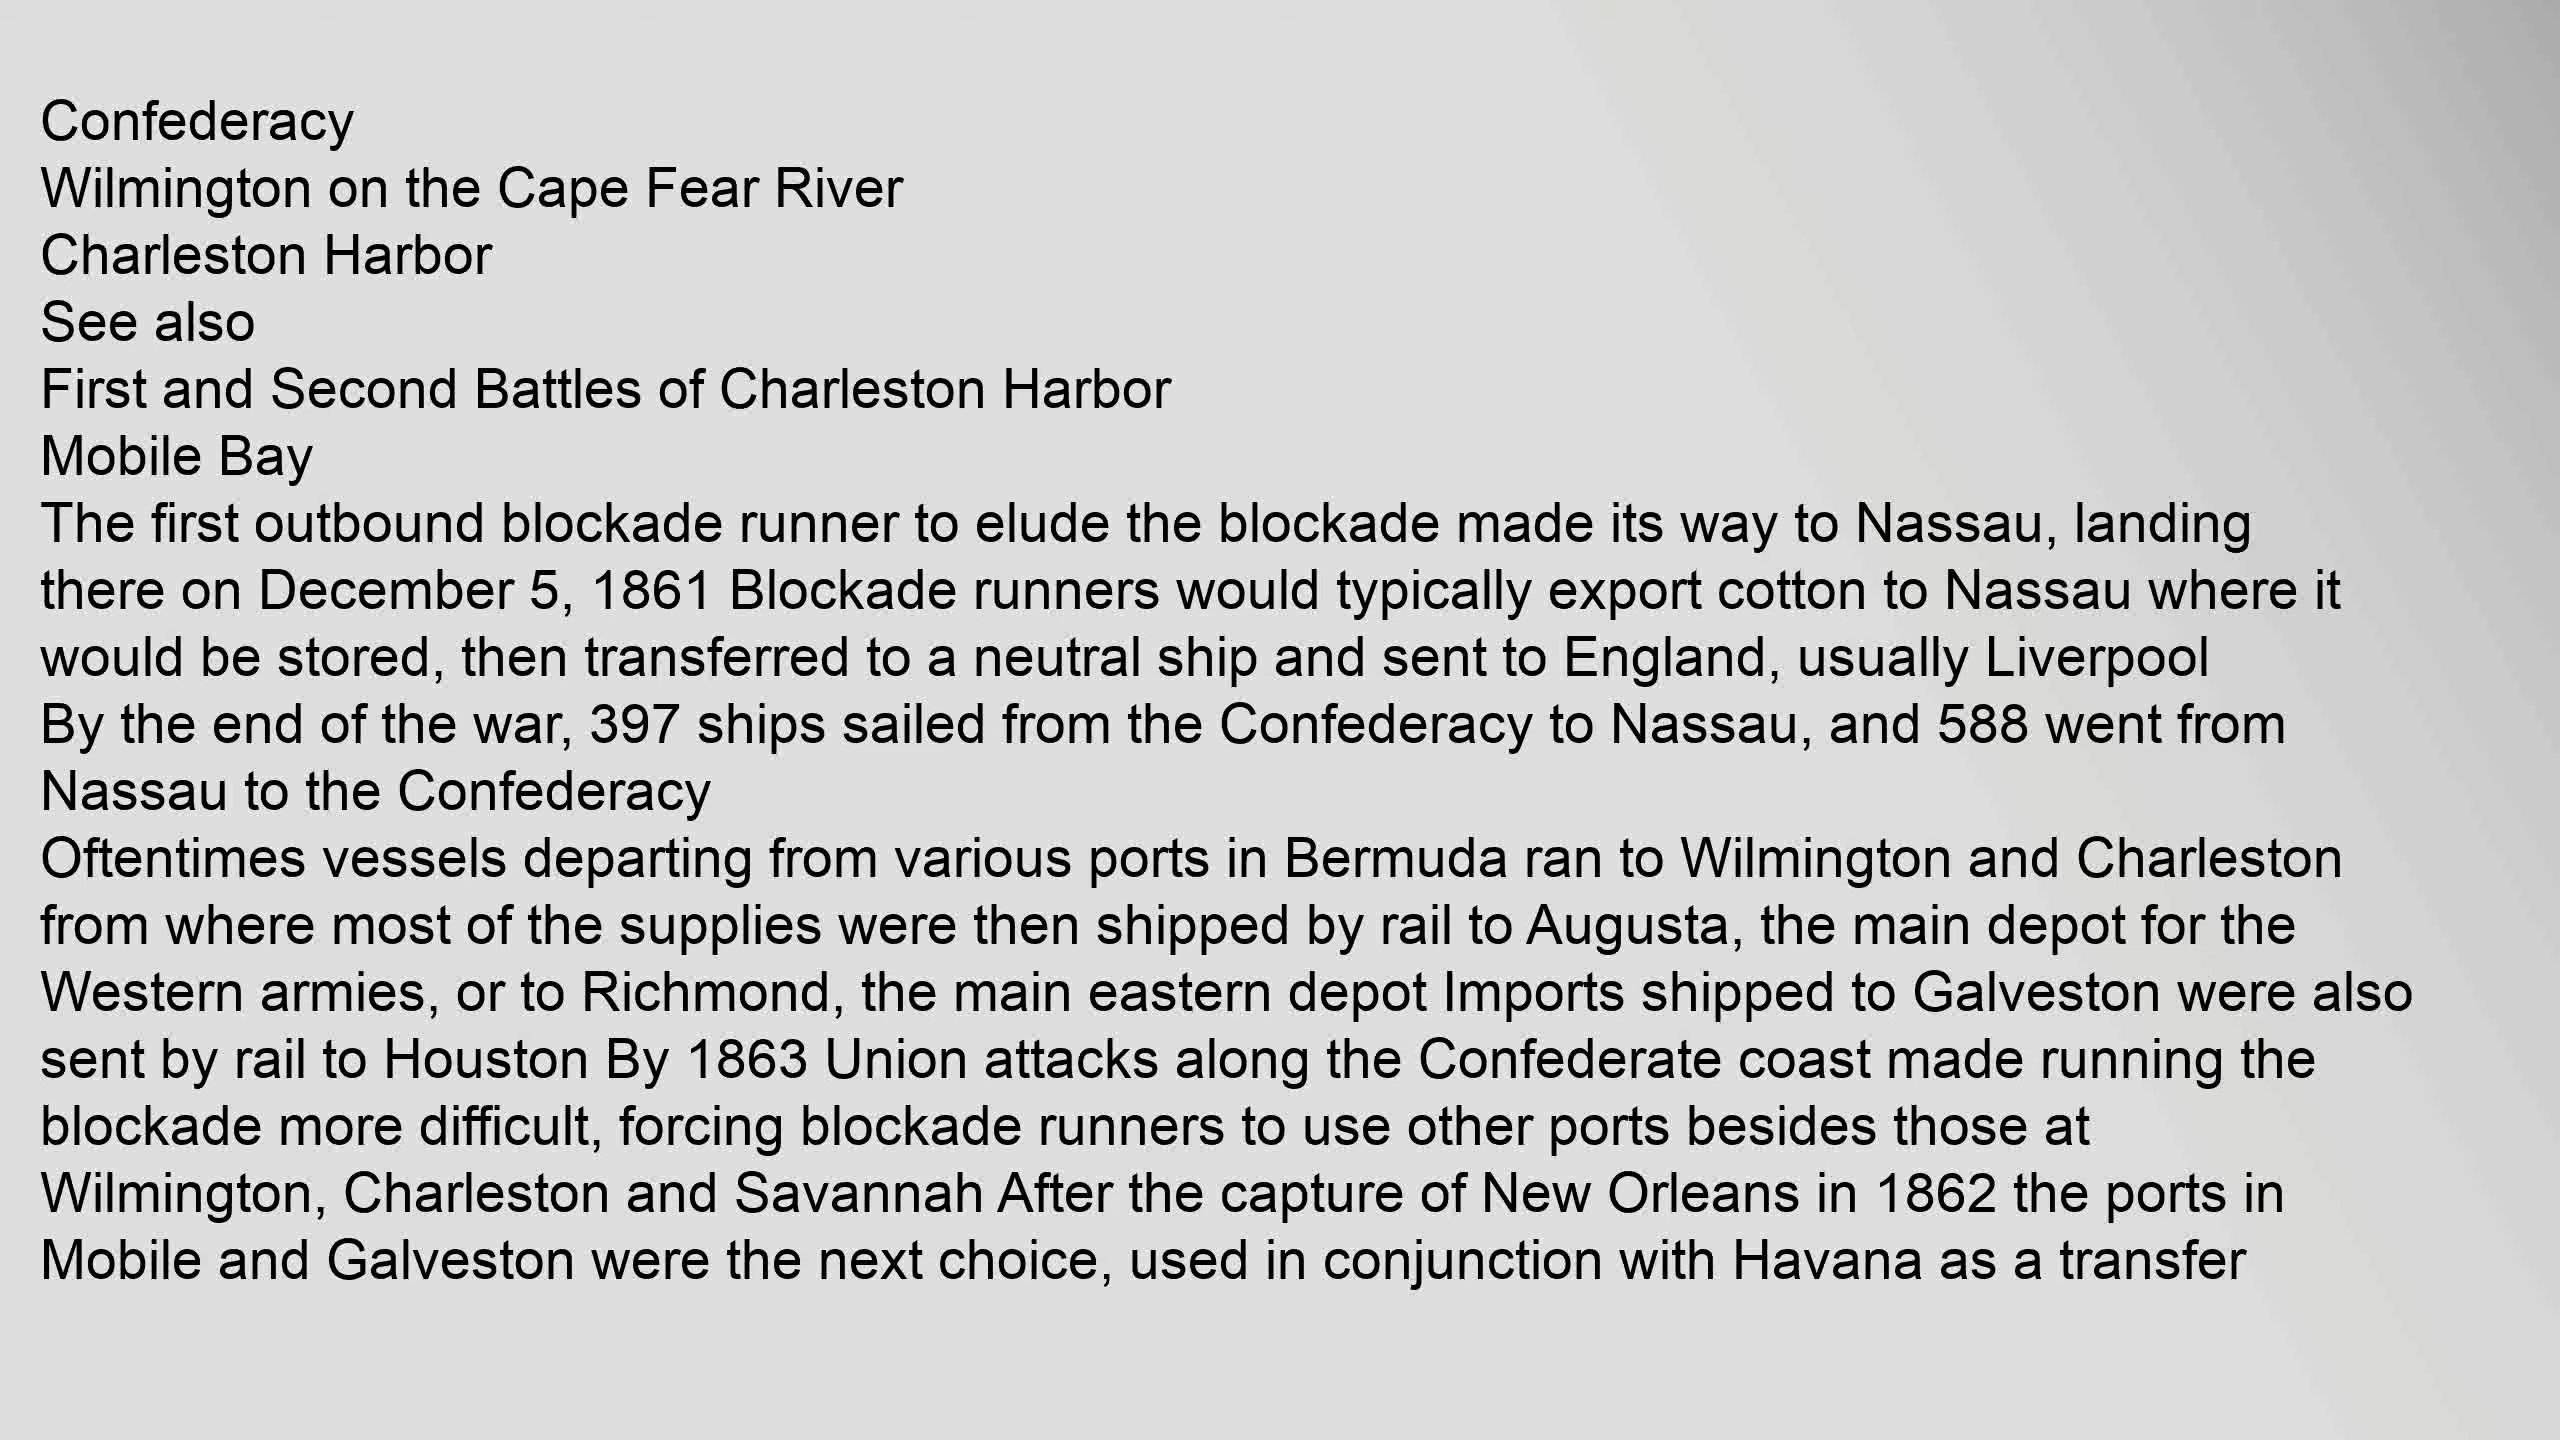 Confederacy
Wilmington on the Cape Fear River
Charleston Harbor
See also
First and Second Battles of Charleston Harbor
Mobile Bay
The first outbound blockade runner to elude the blockade made its way to Nassau, landing
there on December 5, 1861 Blockade runners would typically export cotton to Nassau where it
would be stored, then transferred to a neutral ship and sent to England, usually Liverpool
By the end of the war, 397 ships sailed from the Confederacy to Nassau, and 588 went from
Nassau to the Confederacy
Oftentimes vessels departing from various ports in Bermuda ran to Wilmington and Charleston
from where most of the supplies were then shipped by rail to Augusta, the main depot for the
Western armies, or to Richmond, the main eastern depot Imports shipped to Galveston were also
sent by rail to Houston By 1863 Union attacks along the Confederate coast made running the
blockade more difficult, forcing blockade runners to use other ports besides those at
Wilmington, Charleston and Savannah After the capture of New Orleans in 1862 the ports in
Mobile and Galveston were the next choice, used in conjunction with Havana as a transfer